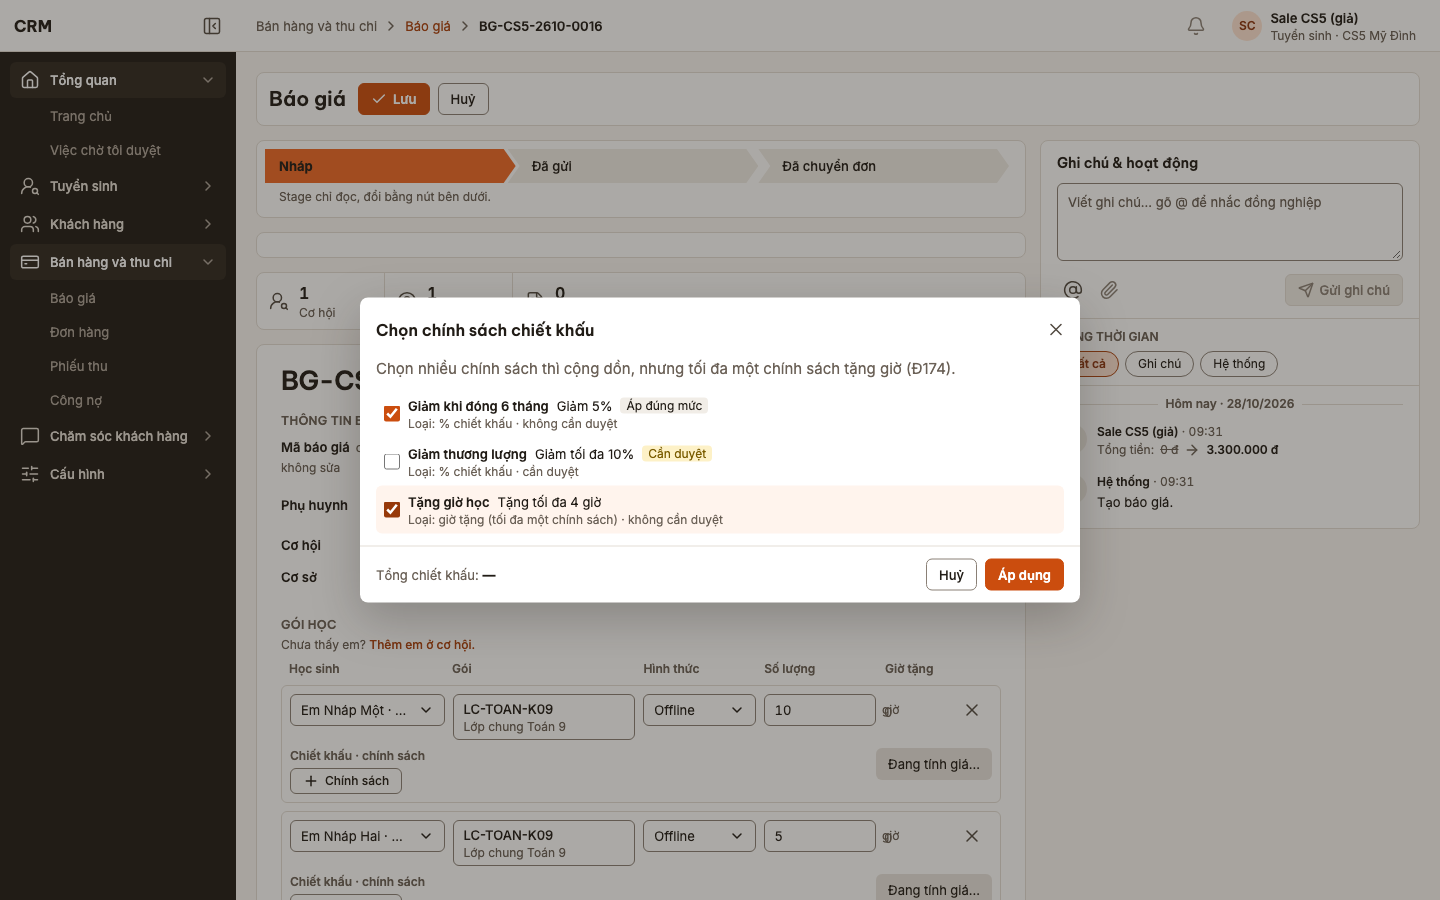 CRM
Bán hàng và thu chi > Báo giá > BG-CS5-2610-0016
SC
Sale CS5 (giả)
Tuyển sinh · CS5 Mỹ Đình
Tổng quan
Trang chủ
Việc chờ tôi duyệt
Tuyển sinh
Khách hàng
Bán hàng và thu chi
Báo giá
Đơn hàng
Phiếu thu
Công nợ
Chăm sóc khách hàng
Cấu hình
Báo giá
Lưu
Huỷ
Nháp
Đã gửi
Đã chuyển đơn
Stage chỉ đọc, đổi bằng nút bên dưới.
1
Cơ hội
1
0
Chọn chính sách chiết khấu
Chọn nhiều chính sách thì cộng dồn, nhưng tối đa một chính sách tặng giờ (Đ174).
Giảm khi đóng 6 tháng Giảm 5% Áp đúng mức
Loại: % chiết khấu · không cần duyệt
Giảm thương lượng Giảm tối đa 10% Cần duyệt
Loại: % chiết khấu · cần duyệt
Tặng giờ học Tặng tối đa 4 giờ
Loại: giờ tặng (tối đa một chính sách) · không cần duyệt
Tổng chiết khấu: —
Huỷ
Áp dụng
BG-CS
THÔNG TIN
Mã báo giá
không sửa
Phụ huynh
Cơ hội
Cơ sở
GÓI HỌC
Chưa thấy em? Thêm em ở cơ hội.
Học sinh Gói Hình thức Số lượng Giờ tặng
Em Nháp Một · ...
LC-TOAN-K09
Lớp chung Toán 9
Offline
10
giờ
Chiết khấu · chính sách
Chính sách
Đang tính giá...
Em Nháp Hai · ...
LC-TOAN-K09
Lớp chung Toán 9
Offline
5
giờ
Chiết khấu · chính sách
Đang tính giá...
Ghi chú & hoạt động
Viết ghi chú... gõ @ để nhắc đồng nghiệp
Gửi ghi chú
THỜI GIAN
cả
Ghi chú
Hệ thống
Hôm nay · 28/10/2026
Sale CS5 (giả) · 09:31
Tổng tiền: 0 đ → 3.300.000 đ
Hệ thống · 09:31
Tạo báo giá.